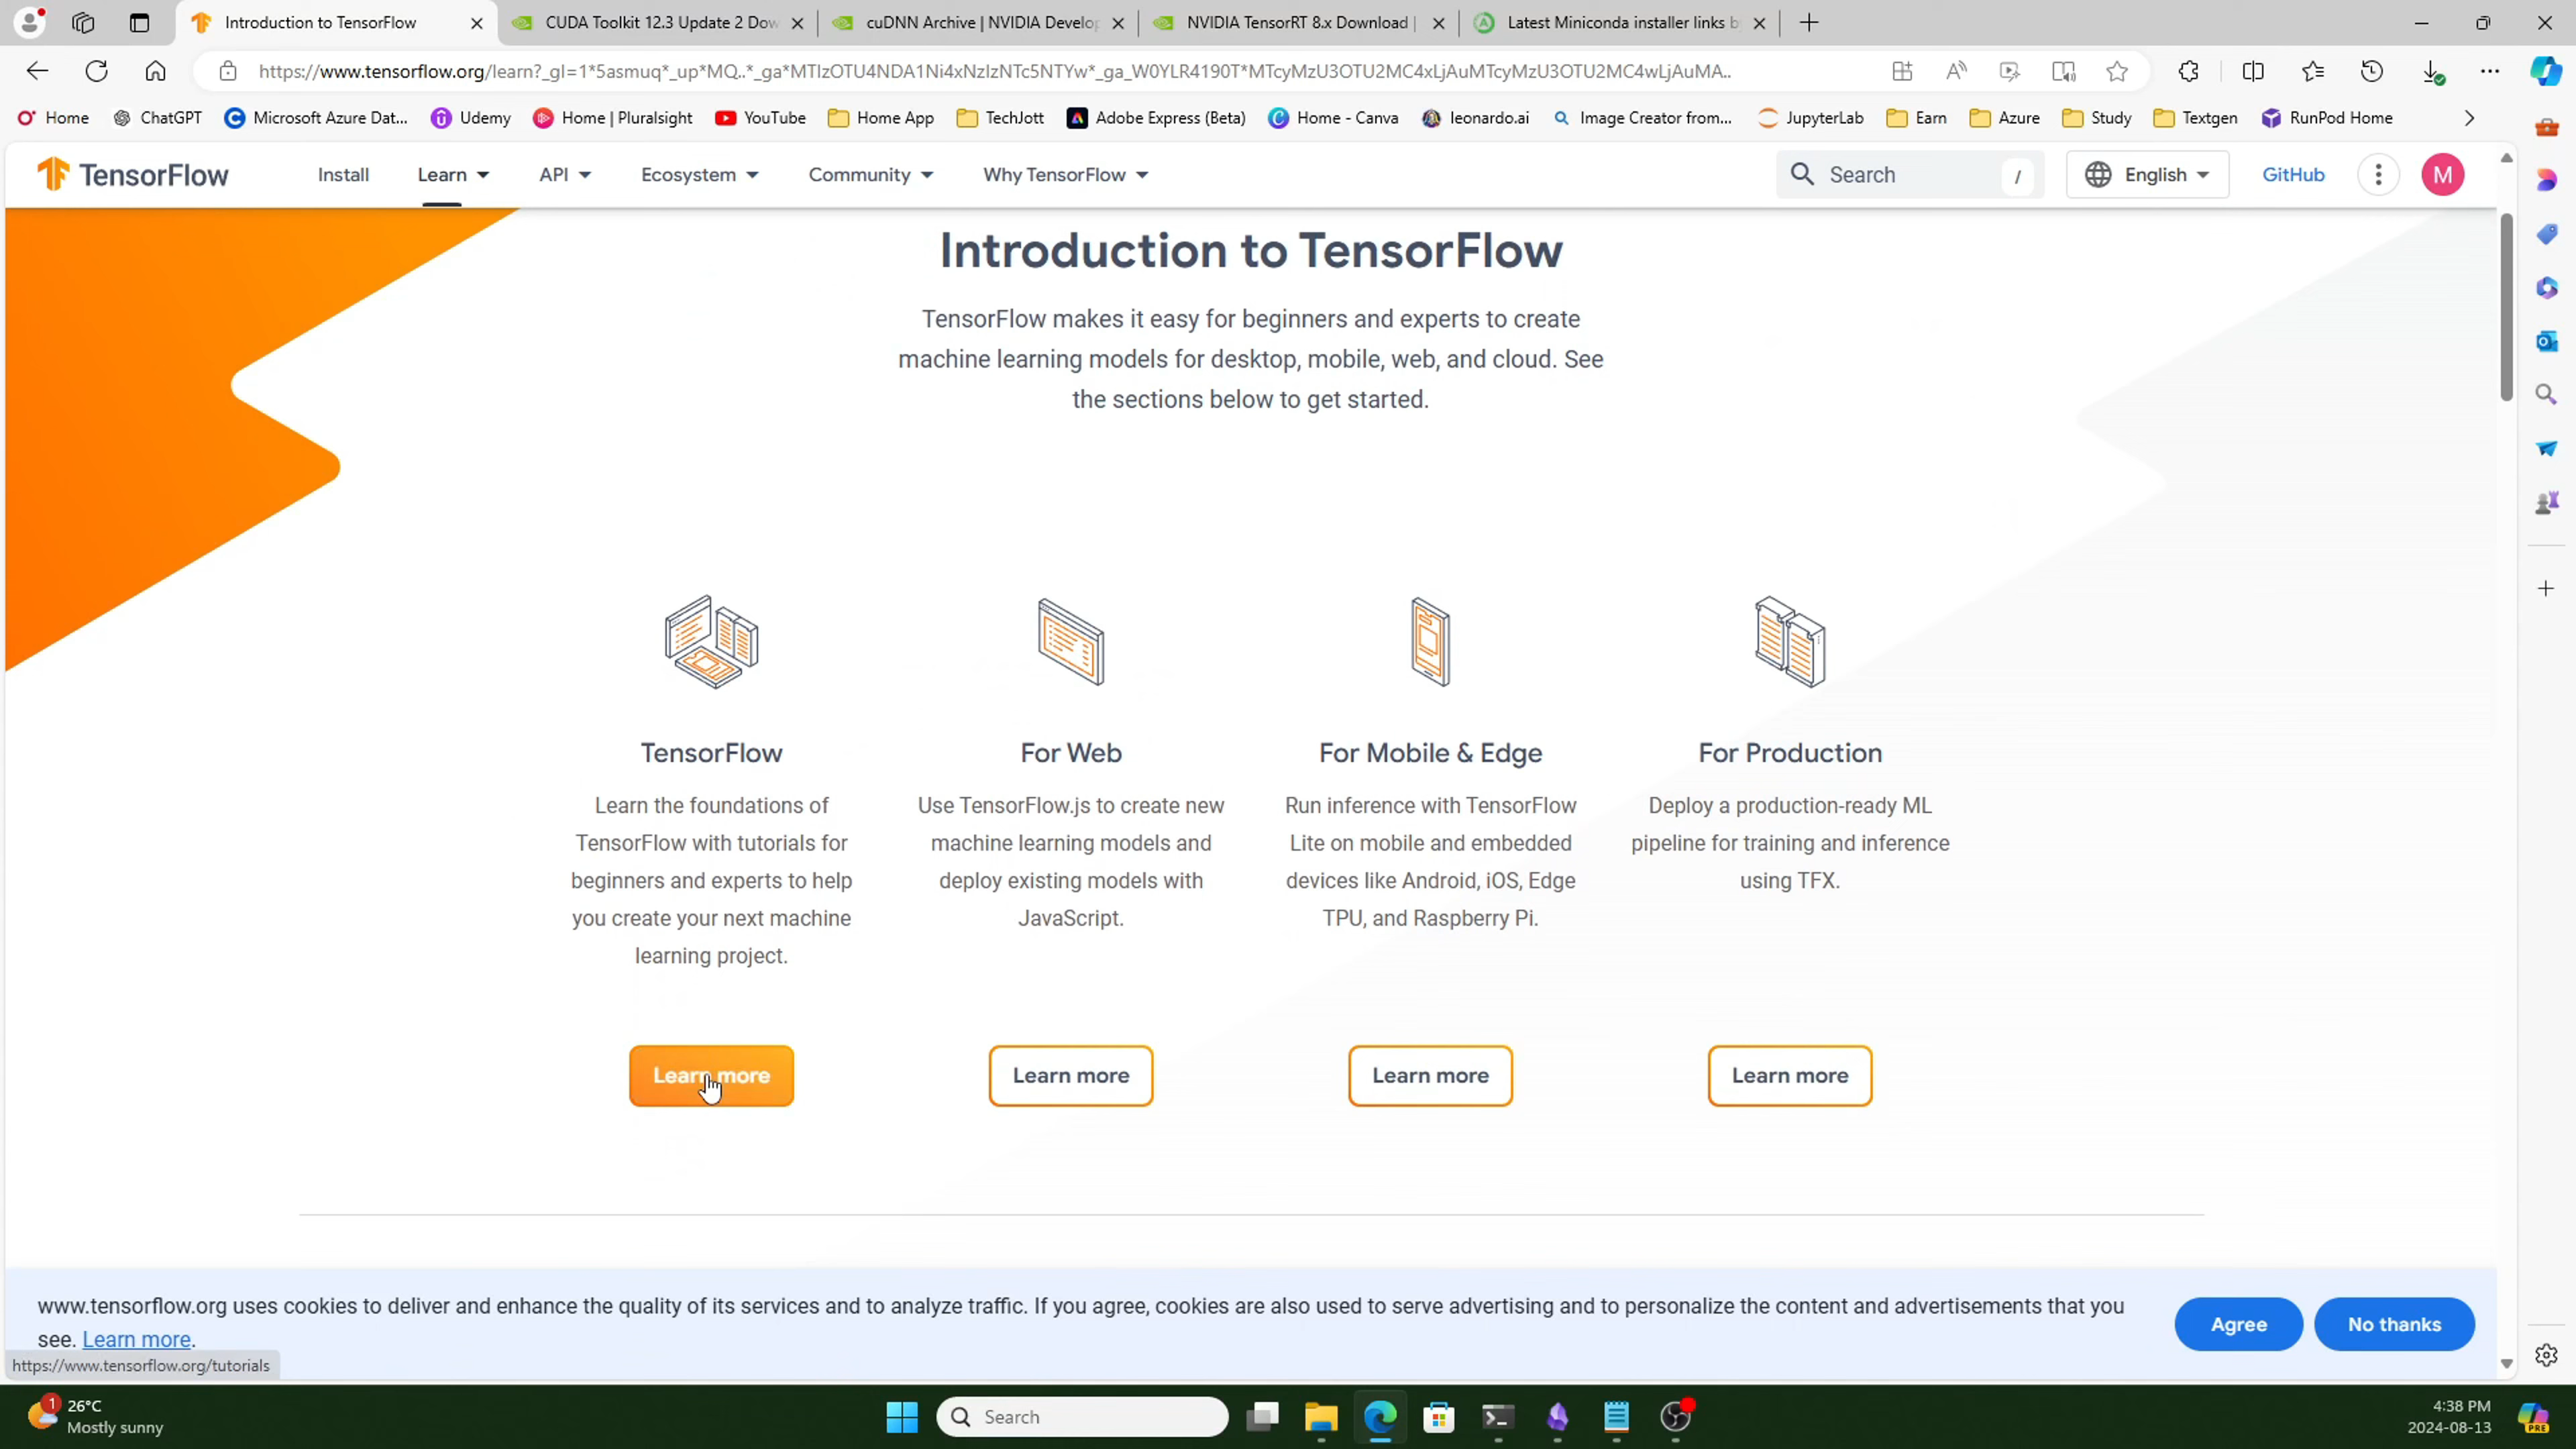 Introduction to TensorFlow
CUDA Toolkit 12.3 Update 2 Dow
cuDNN Archive | NVIDIA Develop
NVIDIA TensorRT 8.x Download |
Latest Miniconda installer links b
https://www.tensorflow.org/learn?_gl=1*5asmuq*_up*MQ..*_ga*MTIzOTU4NDA1Ni4xNzIzNTc5NTYw*_ga_W0YLR4190T*MTcyMzU3OTU2MC4xLjAuMTcyMzU3OTU2MC4wLjAuMA..
Home
ChatGPT
Microsoft Azure Dat...
Udemy
Home | Pluralsight
YouTube
Home App
TechJott
Adobe Express (Beta)
Home - Canva
leonardo.ai
Image Creator from...
JupyterLab
Earn
Azure
Study
Textgen
RunPod Home
TensorFlow
Install
Learn
API
Ecosystem
Community
Why TensorFlow
Search
/
English
GitHub
M
Introduction to TensorFlow
TensorFlow makes it easy for beginners and experts to create
machine learning models for desktop, mobile, web, and cloud. See
the sections below to get started.
TensorFlow
Learn the foundations of
TensorFlow with tutorials for
beginners and experts to help
you create your next machine
learning project.
Learn more
For Web
Use TensorFlow.js to create new
machine learning models and
deploy existing models with
JavaScript.
Learn more
For Mobile & Edge
Run inference with TensorFlow
Lite on mobile and embedded
devices like Android, iOS, Edge
TPU, and Raspberry Pi.
Learn more
For Production
Deploy a production-ready ML
pipeline for training and inference
using TFX.
Learn more
www.tensorflow.org uses cookies to deliver and enhance the quality of its services and to analyze traffic. If you agree, cookies are also used to serve advertising and to personalize the content and advertisements that you
see. Learn more.
Agree
No thanks
https://www.tensorflow.org/tutorials
1
26°C
Mostly sunny
Search
4:38 PM
2024-08-13
PRE